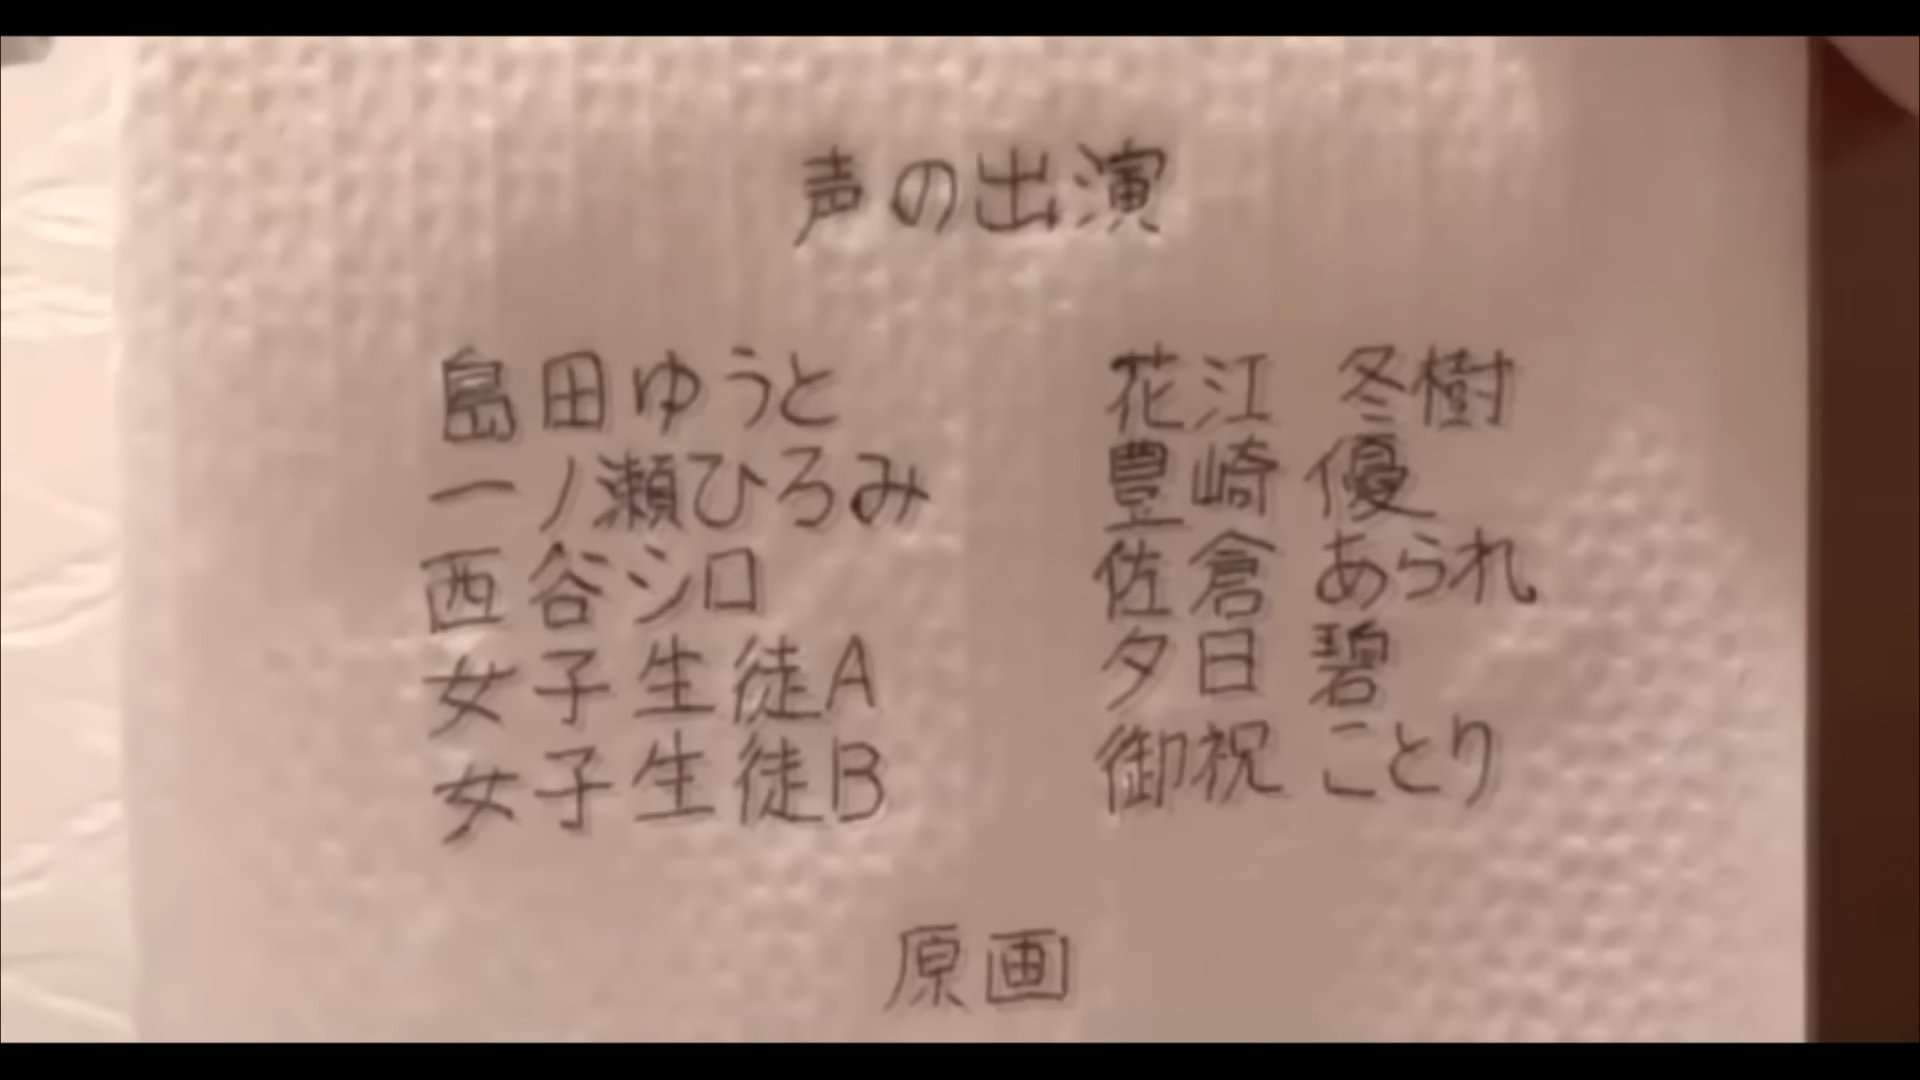 声の出演
島田ゆうと 花江 冬樹
一ノ瀬ひろみ 豊崎 優
西谷シロ 佐倉 あられ
女子生徒A 夕日 碧
女子生徒B 御祝 ことり
原画